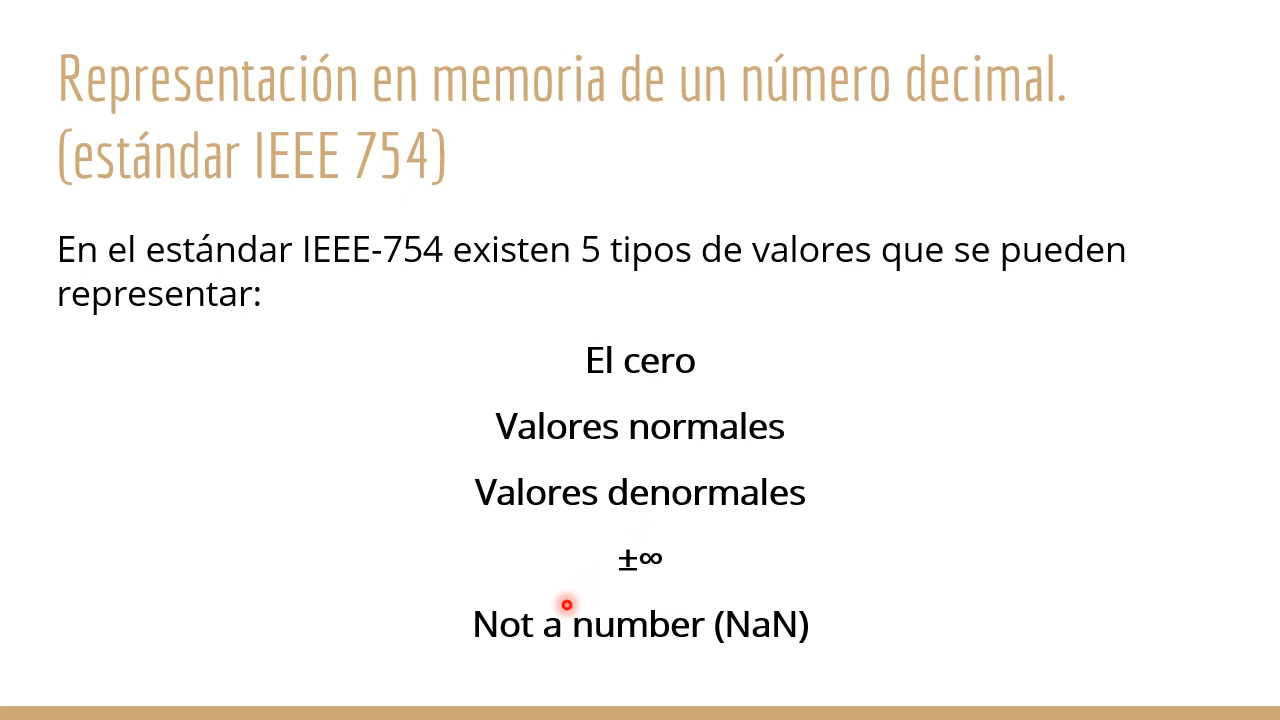 Representación en memoria de un número decimal.
(estándar IEEE 754)
En el estándar IEEE-754 existen 5 tipos de valores que se pueden
representar:
El cero
Valores normales
Valores denormales
±∞
Not a number (NaN)